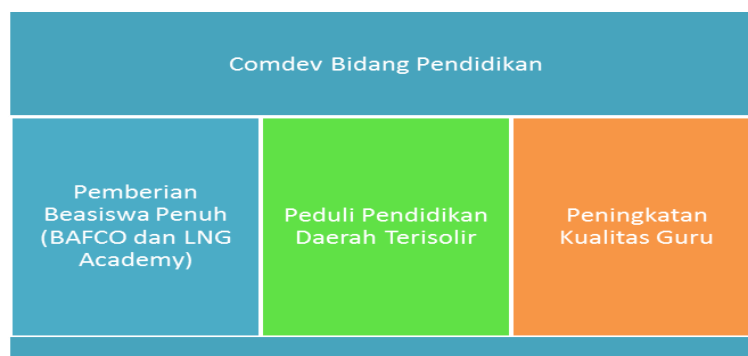 Comdev Bidang Pendidikan
Pemberian
Beasiswa Penuh
(BAFCO dan LNG
Academy)
Peduli Pendidikan
Daerah Terisolir
Peningkatan
Kualitas Guru